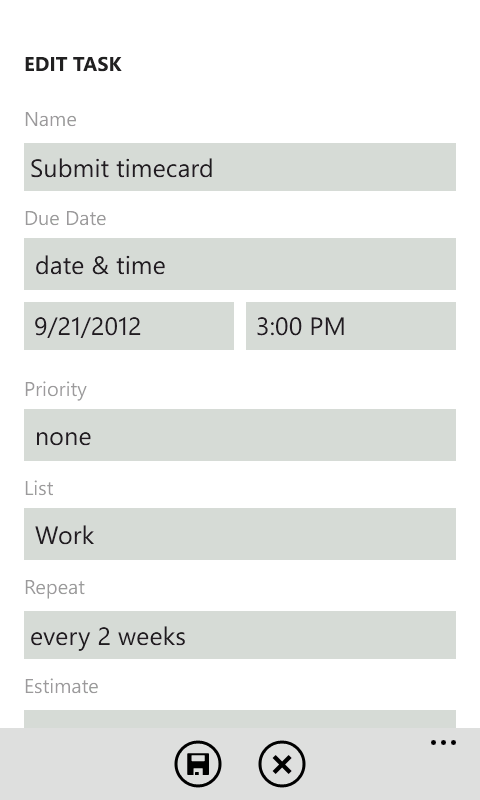 EDIT TASK
Name
Submit timecard
Due Date
date & time
9/21/2012 3:00 PM
Priority
none
List
Work
Repeat
every 2 weeks
Estimate